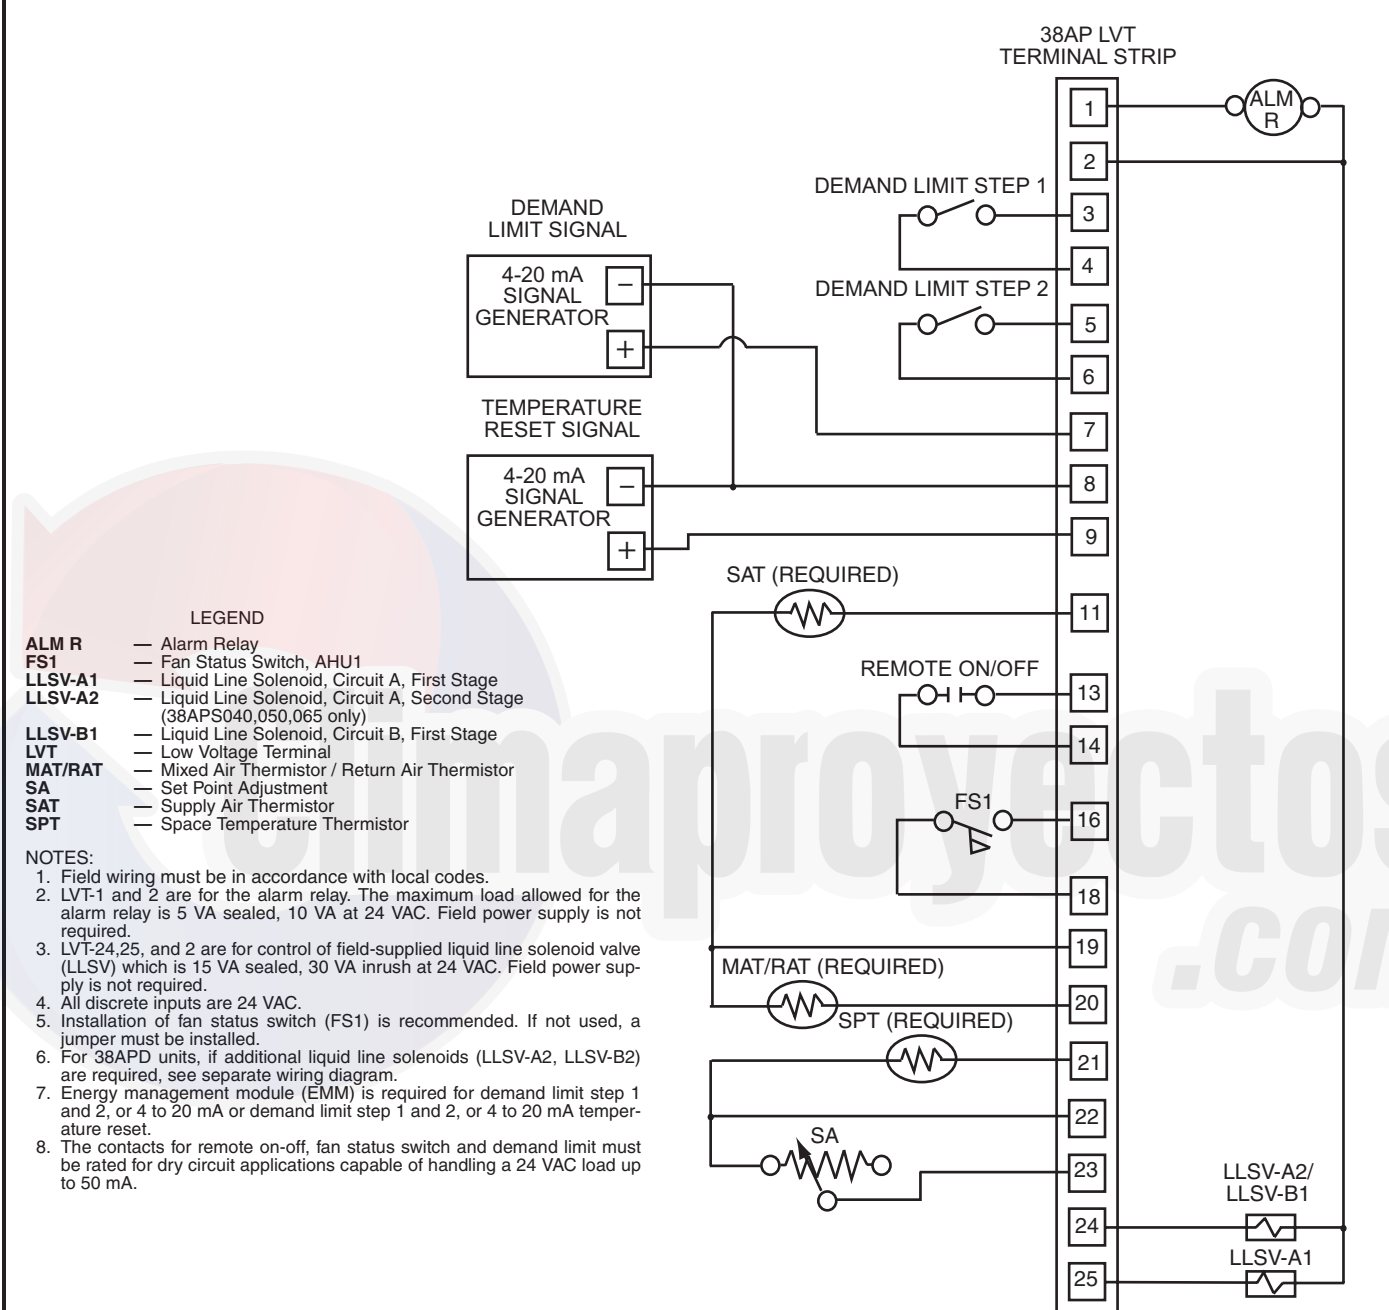 38AP LVT
TERMINAL STRIP
1
ALM
R
2
DEMAND LIMIT STEP 1
3
4
DEMAND LIMIT STEP 2
5
6
DEMAND
LIMIT SIGNAL
4-20 mA
SIGNAL
GENERATOR
−
+
7
TEMPERATURE
RESET SIGNAL
4-20 mA
SIGNAL
GENERATOR
−
+
8
9
SAT (REQUIRED)
11
REMOTE ON/OFF
13
14
FS1
16
18
19
MAT/RAT (REQUIRED)
20
SPT (REQUIRED)
21
22
SA
23
LLSV-A2/
LLSV-B1
24
LLSV-A1
25
LEGEND
ALM R — Alarm Relay
FS1 — Fan Status Switch, AHU1
LLSV-A1 — Liquid Line Solenoid, Circuit A, First Stage
LLSV-A2 — Liquid Line Solenoid, Circuit A, Second Stage
(38APS040,050,065 only)
LLSV-B1 — Liquid Line Solenoid, Circuit B, First Stage
LVT — Low Voltage Terminal
MAT/RAT — Mixed Air Thermistor / Return Air Thermistor
SA — Set Point Adjustment
SAT — Supply Air Thermistor
SPT — Space Temperature Thermistor
NOTES:
1. Field wiring must be in accordance with local codes.
2. LVT-1 and 2 are for the alarm relay. The maximum load allowed for the
alarm relay is 5 VA sealed, 10 VA at 24 VAC. Field power supply is not
required.
3. LVT-24,25, and 2 are for control of field-supplied liquid line solenoid valve
(LLSV) which is 15 VA sealed, 30 VA inrush at 24 VAC. Field power sup-
ply is not required.
4. All discrete inputs are 24 VAC.
5. Installation of fan status switch (FS1) is recommended. If not used, a
jumper must be installed.
6. For 38APD units, if additional liquid line solenoids (LLSV-A2, LLSV-B2)
are required, see separate wiring diagram.
7. Energy management module (EMM) is required for demand limit step 1
and 2, or 4 to 20 mA or demand limit step 1 and 2, or 4 to 20 mA temper-
ature reset.
8. The contacts for remote on-off, fan status switch and demand limit must
be rated for dry circuit applications capable of handling a 24 VAC load up
to 50 mA.
climaproyectos
.com